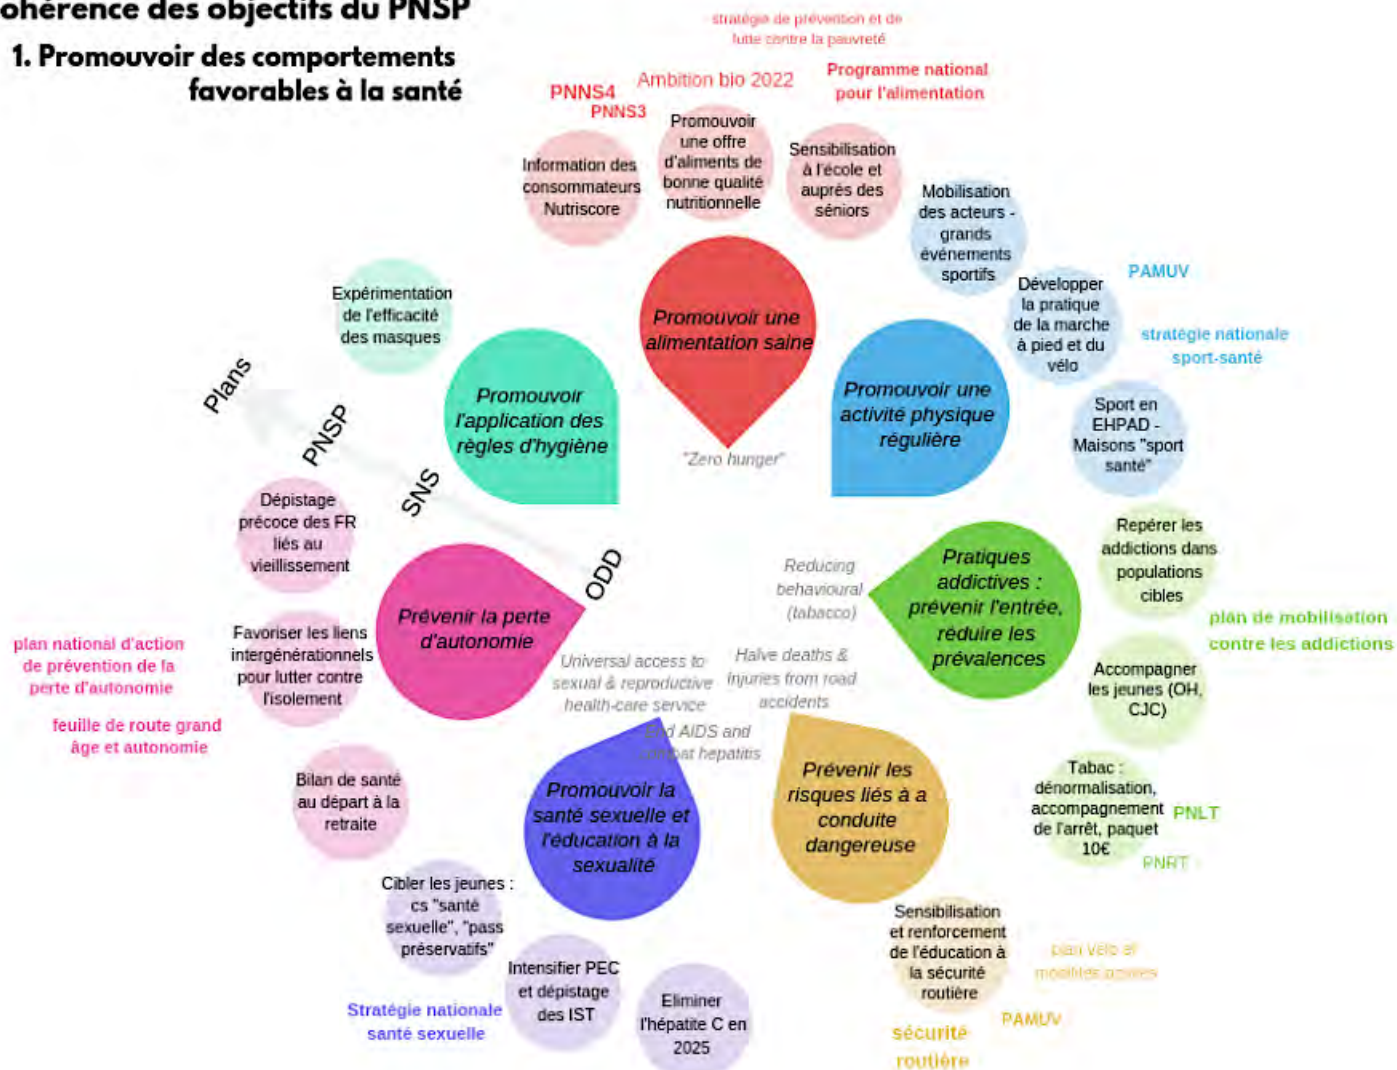 ohérence des objectifs du PNSP
1. Promouvoir des comportements
favorables à la santé
stratégie de prévention et de
lutte contre la pauvreté
Ambition bio 2022
Programme national
pour l'alimentation
PNNS4
PNNS3
Information des
consommateurs
Nutriscore
Promouvoir
une offre
d'aliments de
bonne qualité
nutritionnelle
Sensibilisation
à l'école et
auprès des
séniors
Mobilisation
des acteurs -
grands
événements
sportifs
Développer
la pratique
de la marche
à pied et du
vélo
PAMUV
stratégie nationale
sport-santé
Sport en
EHPAD -
Maisons "sport
santé"
Expérimentation
de l'efficacité
des masques
Promouvoir
l'application des
règles d'hygiène
Promouvoir une
alimentation saine
"Zero hunger"
Promouvoir une
activité physique
régulière
Plans
PNSP
SNS
ODD
Dépistage
précoce des FR
liés au
vieillissement
Prévenir la perte
d'autonomie
Favoriser les liens
intergénérationnels
pour lutter contre
l'isolement
plan national d'action
de prévention de la
perte d'autonomie
feuille de route grand
âge et autonomie
Bilan de santé
au départ à la
retraite
Reducing
behavioural
(tabacco)
Pratiques
addictives :
prévenir l'entrée,
réduire les
prévalences
Repérer les
addictions dans
populations
cibles
plan de mobilisation
contre les addictions
Accompagner
les jeunes (OH,
CJC)
Tabac :
dénormalisation,
accompagnement
de l'arrêt, paquet
10€
PNLT
PNRT
Universal access to
sexual & reproductive
health-care service
AIDS and
hepatitis
Halve deaths &
injuries from road
accidents
Promouvoir la
santé sexuelle et
l'éducation à la
sexualité
Prévenir les
risques liés à a
conduite
dangereuse
Cibler les jeunes :
cs "santé
sexuelle", "pass
préservatifs"
Intensifier PEC
et dépistage
des IST
Eliminer
l'hépatite C en
2025
Stratégie nationale
santé sexuelle
Sensibilisation
et renforcement
de l'éducation à
la sécurité
routière
plan vélo et
mobilités actives
PAMUV
sécurité
routière